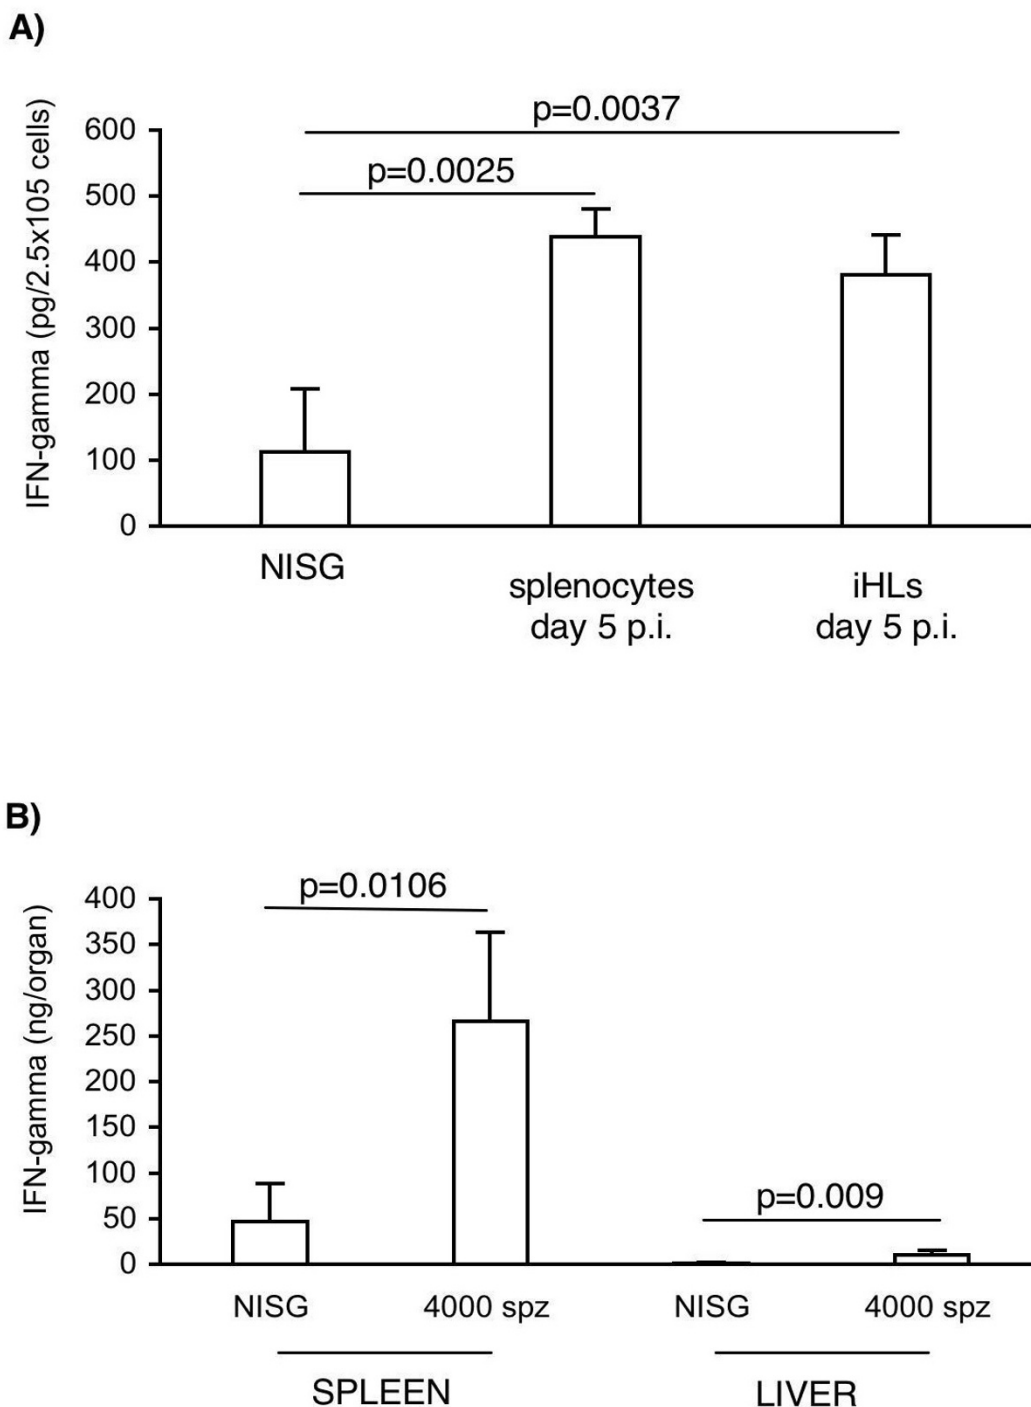 A)
IFN-gamma (pg/2.5x105 cells)
600
500
400
300
200
100
0
p=0.0037
p=0.0025
NISG
splenocytes
day 5 p.i.
iHLs
day 5 p.i.
B)
IFN-gamma (ng/organ)
400
350
300
250
200
150
100
50
0
p=0.0106
p=0.009
NISG
4000 spz
NISG
4000 spz
SPLEEN
LIVER